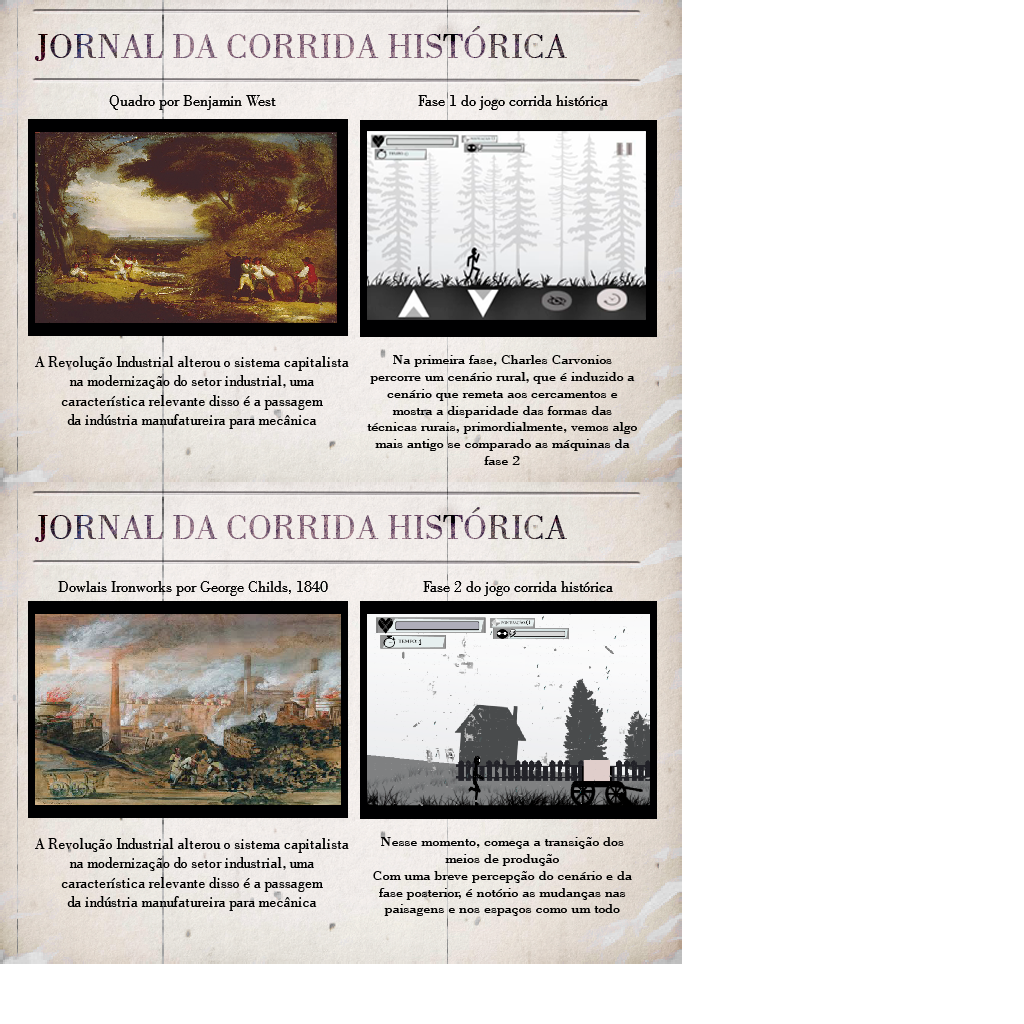 JORNAL DA CORRIDA HISTÓRICA
Quadro por Benjamin West
Fase 1 do jogo corrida histórica
A Revolução Industrial alterou o sistema capitalista
na modernização do setor industrial, uma
característica relevante disso é a passagem
da indústria manufatureira para mecânica
Na primeira fase, Charles Carvonios
percorre um cenário rural, que é induzido a
cenário que remeta aos cercamentos e
mostra a disparidade das formas das
técnicas rurais, primordialmente, vemos algo
mais antigo se comparado as máquinas da
fase 2
JORNAL DA CORRIDA HISTÓRICA
Dowlais Ironworks por George Childs, 1840
Fase 2 do jogo corrida histórica
TEMPO
A Revolução Industrial alterou o sistema capitalista
na modernização do setor industrial, uma
característica relevante disso é a passagem
da indústria manufatureira para mecânica
Nesse momento, começa a transição dos
meios de produção
Com uma breve percepção do cenário e da
fase posterior, é notório as mudanças nas
paisagens e nos espaços como um todo